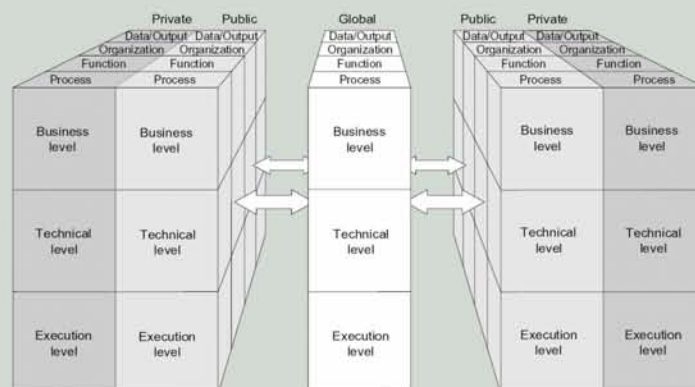 Private Public Global Public Private
Data/Output Data/Output Data/Output Data/Output Data/Output
Organization Organization Organization Organization Organization
Function Function Function Function Function
Process Process Process Process Process
Business level Business level Business level Business level Business level
Technical level Technical level Technical level Technical level Technical level
Execution level Execution level Execution level Execution level Execution level